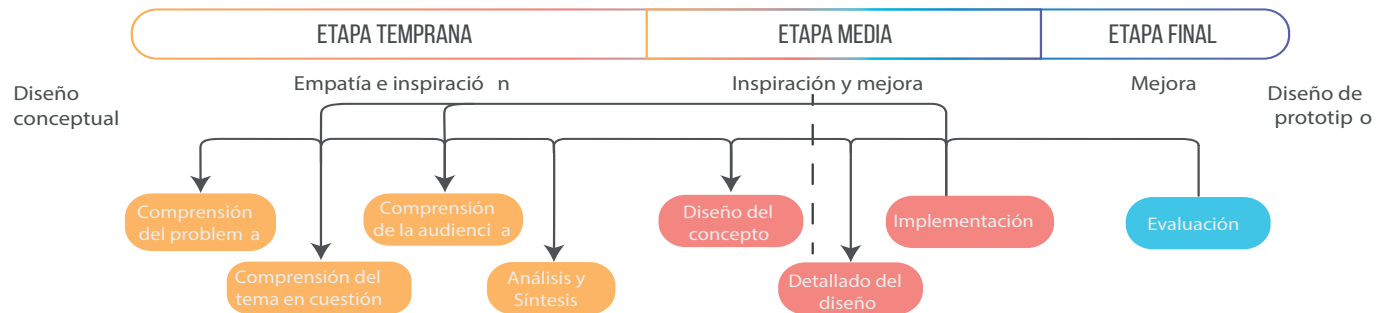 ETAPA TEMPRANA
ETAPA MEDIA
ETAPA FINAL
Empatía e inspiració n
Inspiración y mejora
Mejora
Diseño
conceptual
Diseño de
prototip o
Comprensión
del problem a
Comprensión
de la audienci a
Diseño del
concepto
Implementación
Evaluación
Comprensión del
tema en cuestión
Análisis y
Síntesis
Detallado del
diseño